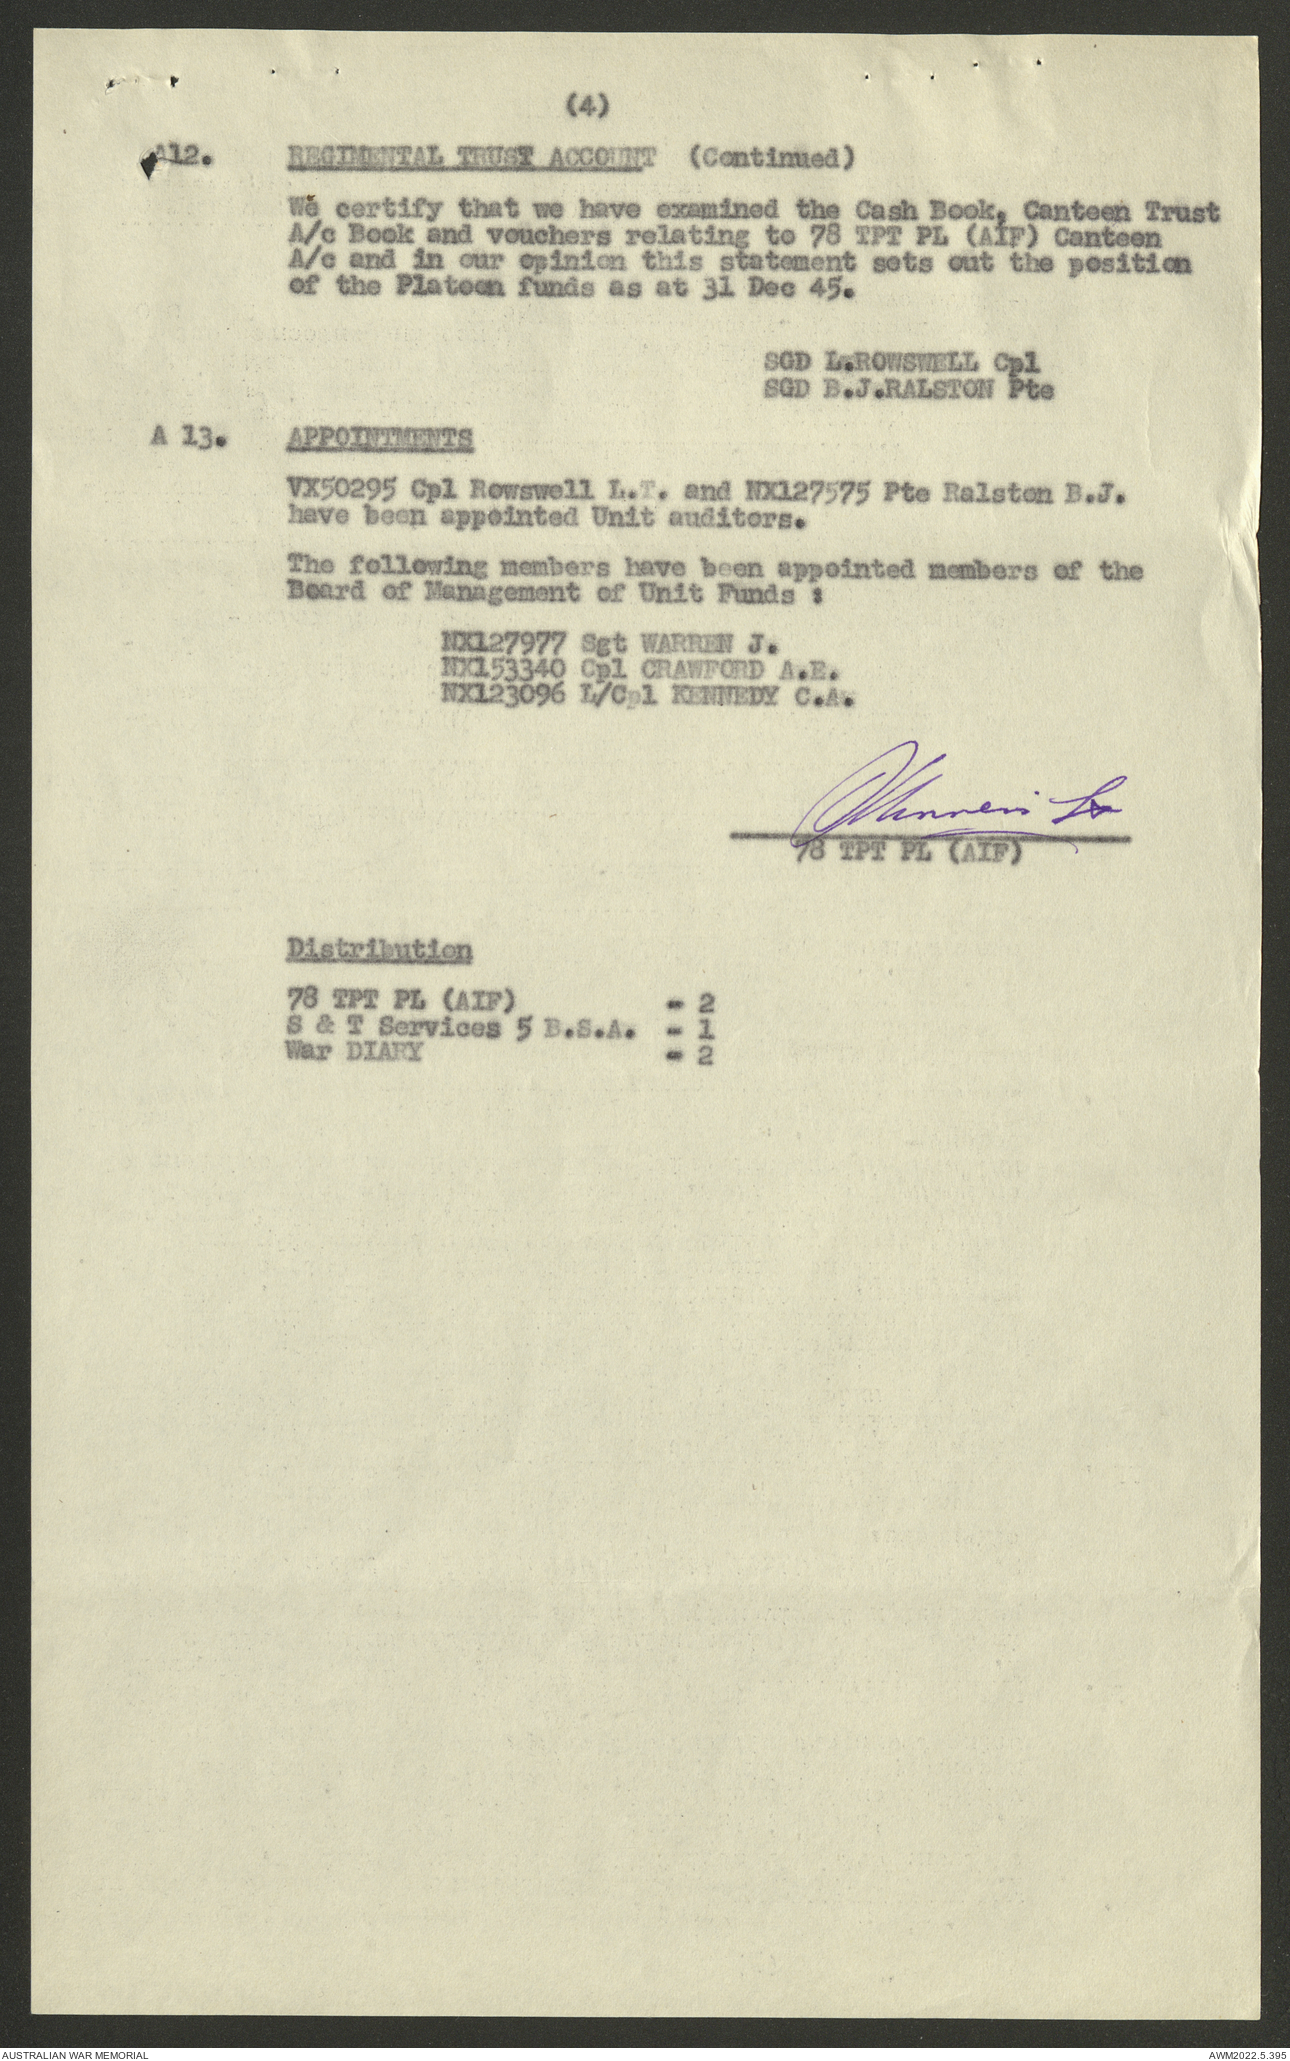 (4)
A12. REGIMENTAL TRUST ACCOUNT (Continued)
We certify that we have examined the Cash Book, Canteen Trust
A/c Book and vouchers relating to 78 TPT PL (AIF) Canteen
A/c and in our opinion this statement sets out the position
of the Platoon funds as at 31 Dec 45.
SGD L.ROWSWELL Cpl
SGD B.J.RALSTON Pte
A 13. APPOINTMENTS
VX50295 Cpl Rowswell L.T. and NX127575 Pte Ralston B.J.
have been appointed Unit auditors.
The following members have been appointed members of the
Board of Management of Unit Funds :
NX127977 Sgt WARREN J.
NX153340 Cpl CRAWFORD A.E.
NX123096 L/Cpl KENNEDY C.A.
78 TPT PL (AIF)
Distribution
78 TPT PL (AIF) - 2
S & T Services 5 B.S.A. - 1
War DIARY - 2
AUSTRALIAN WAR MEMORIAL
AWM2022.5.395